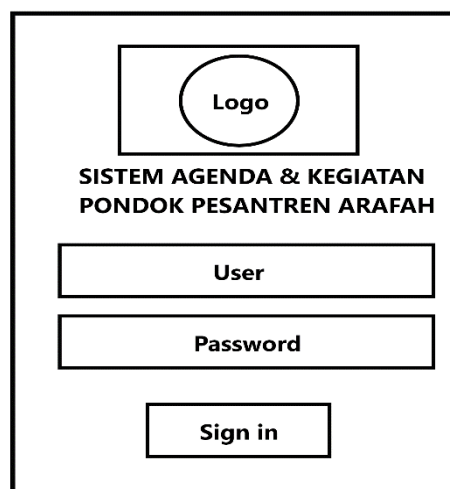 Logo
SISTEM AGENDA & KEGIATAN
PONDOK PESANTREN ARAFAH
User
Password
Sign in